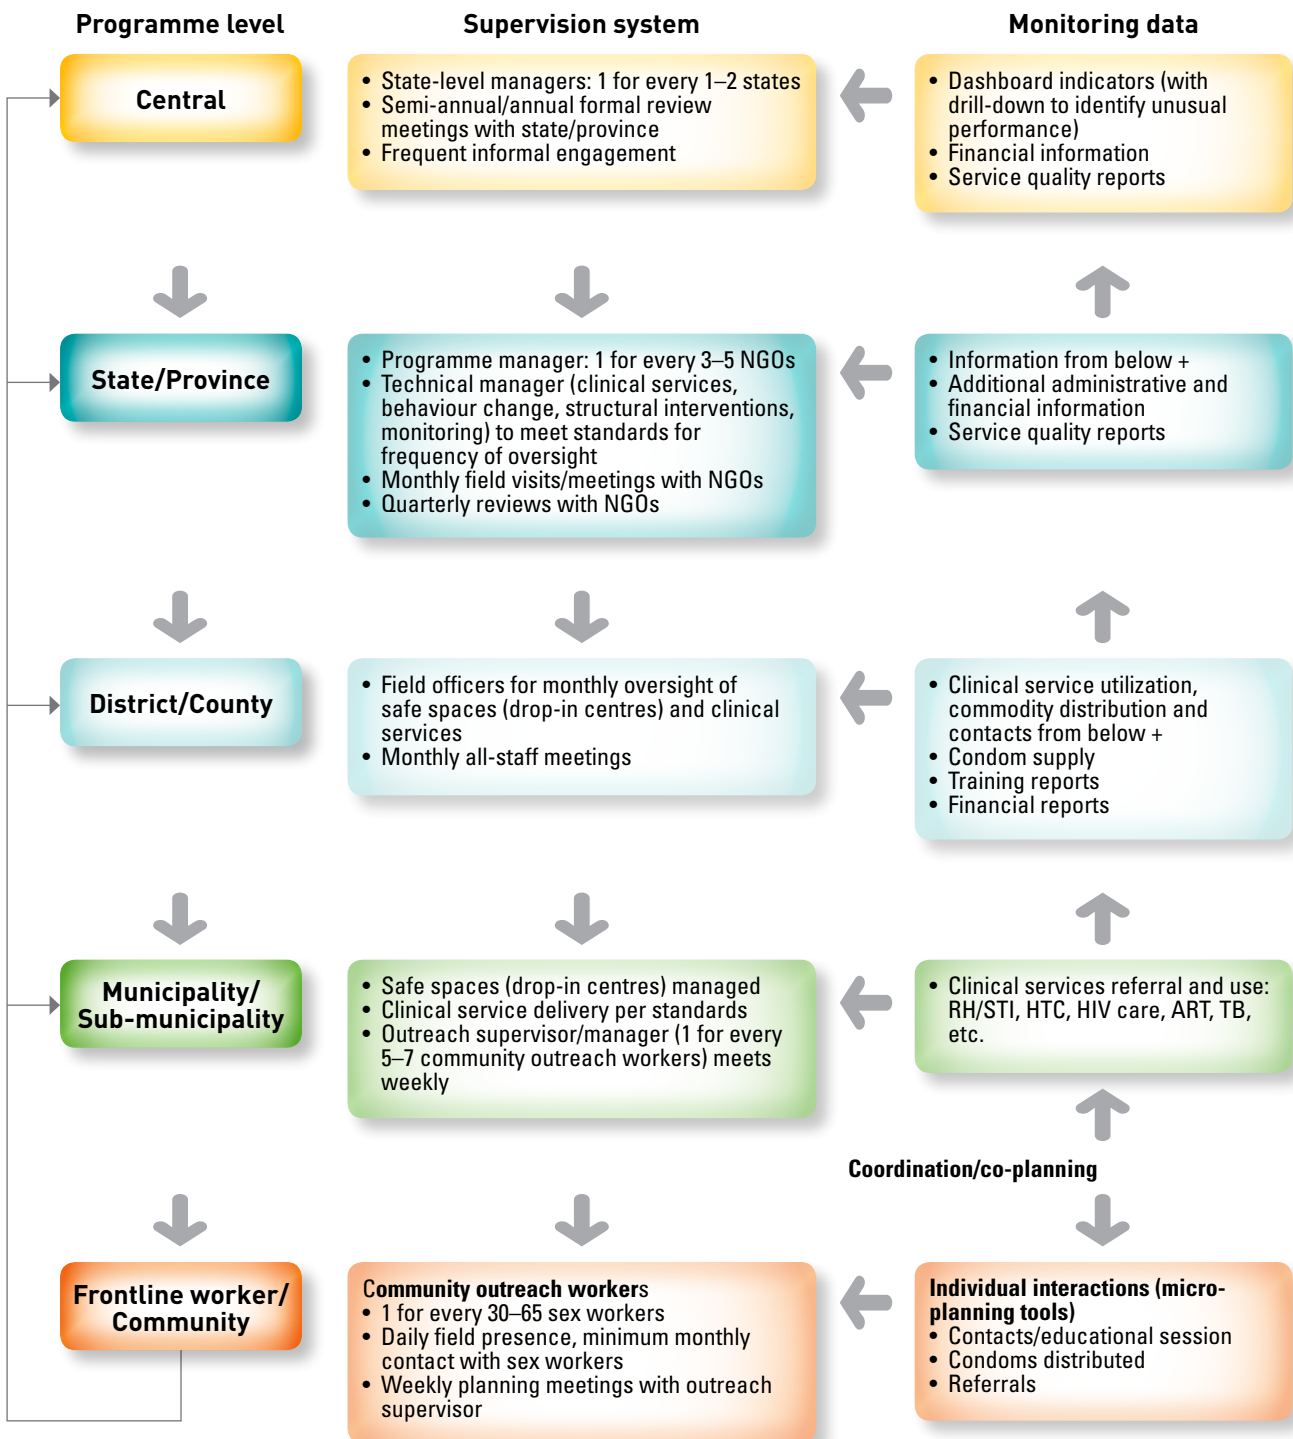 Programme level
Supervision system
Monitoring data
Central
• State-level managers: 1 for every 1–2 states
• Semi-annual/annual formal review
meetings with state/province
• Frequent informal engagement
• Dashboard indicators (with
drill-down to identify unusual
performance)
• Financial information
• Service quality reports
State/Province
• Programme manager: 1 for every 3–5 NGOs
• Technical manager (clinical services,
behaviour change, structural interventions,
monitoring) to meet standards for
frequency of oversight
• Monthly field visits/meetings with NGOs
• Quarterly reviews with NGOs
• Information from below +
• Additional administrative and
financial information
• Service quality reports
District/County
• Field officers for monthly oversight of
safe spaces (drop-in centres) and clinical
services
• Monthly all-staff meetings
• Clinical service utilization,
commodity distribution and
contacts from below +
• Condom supply
• Training reports
• Financial reports
Municipality/
Sub-municipality
• Safe spaces (drop-in centres) managed
• Clinical service delivery per standards
• Outreach supervisor/manager (1 for every
5–7 community outreach workers) meets
weekly
• Clinical services referral and use:
RH/STI, HTC, HIV care, ART, TB,
etc.
Coordination/co-planning
Frontline worker/
Community
Community outreach workers
• 1 for every 30–65 sex workers
• Daily field presence, minimum monthly
contact with sex workers
• Weekly planning meetings with outreach
supervisor
Individual interactions (micro-
planning tools)
• Contacts/educational session
• Condoms distributed
• Referrals